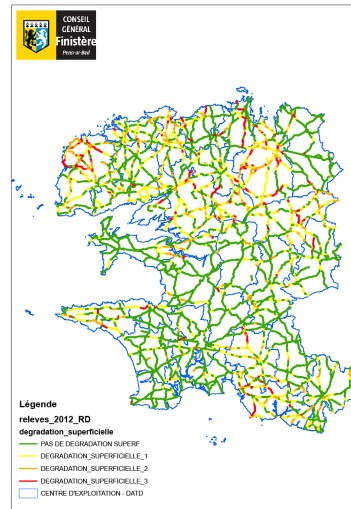 CONSEIL
GÉNÉRAL
Finistère
Penn-ar-Bed
Légende
releves_2012_RD
degradation_superficielle
PAS DE DEGRADATION SUPERF
DEGRADATION_SUPERFICIELLE_1
DEGRADATION_SUPERFICIELLE_2
DEGRADATION_SUPERFICIELLE_3
CENTRE D'EXPLOITATION - DATD